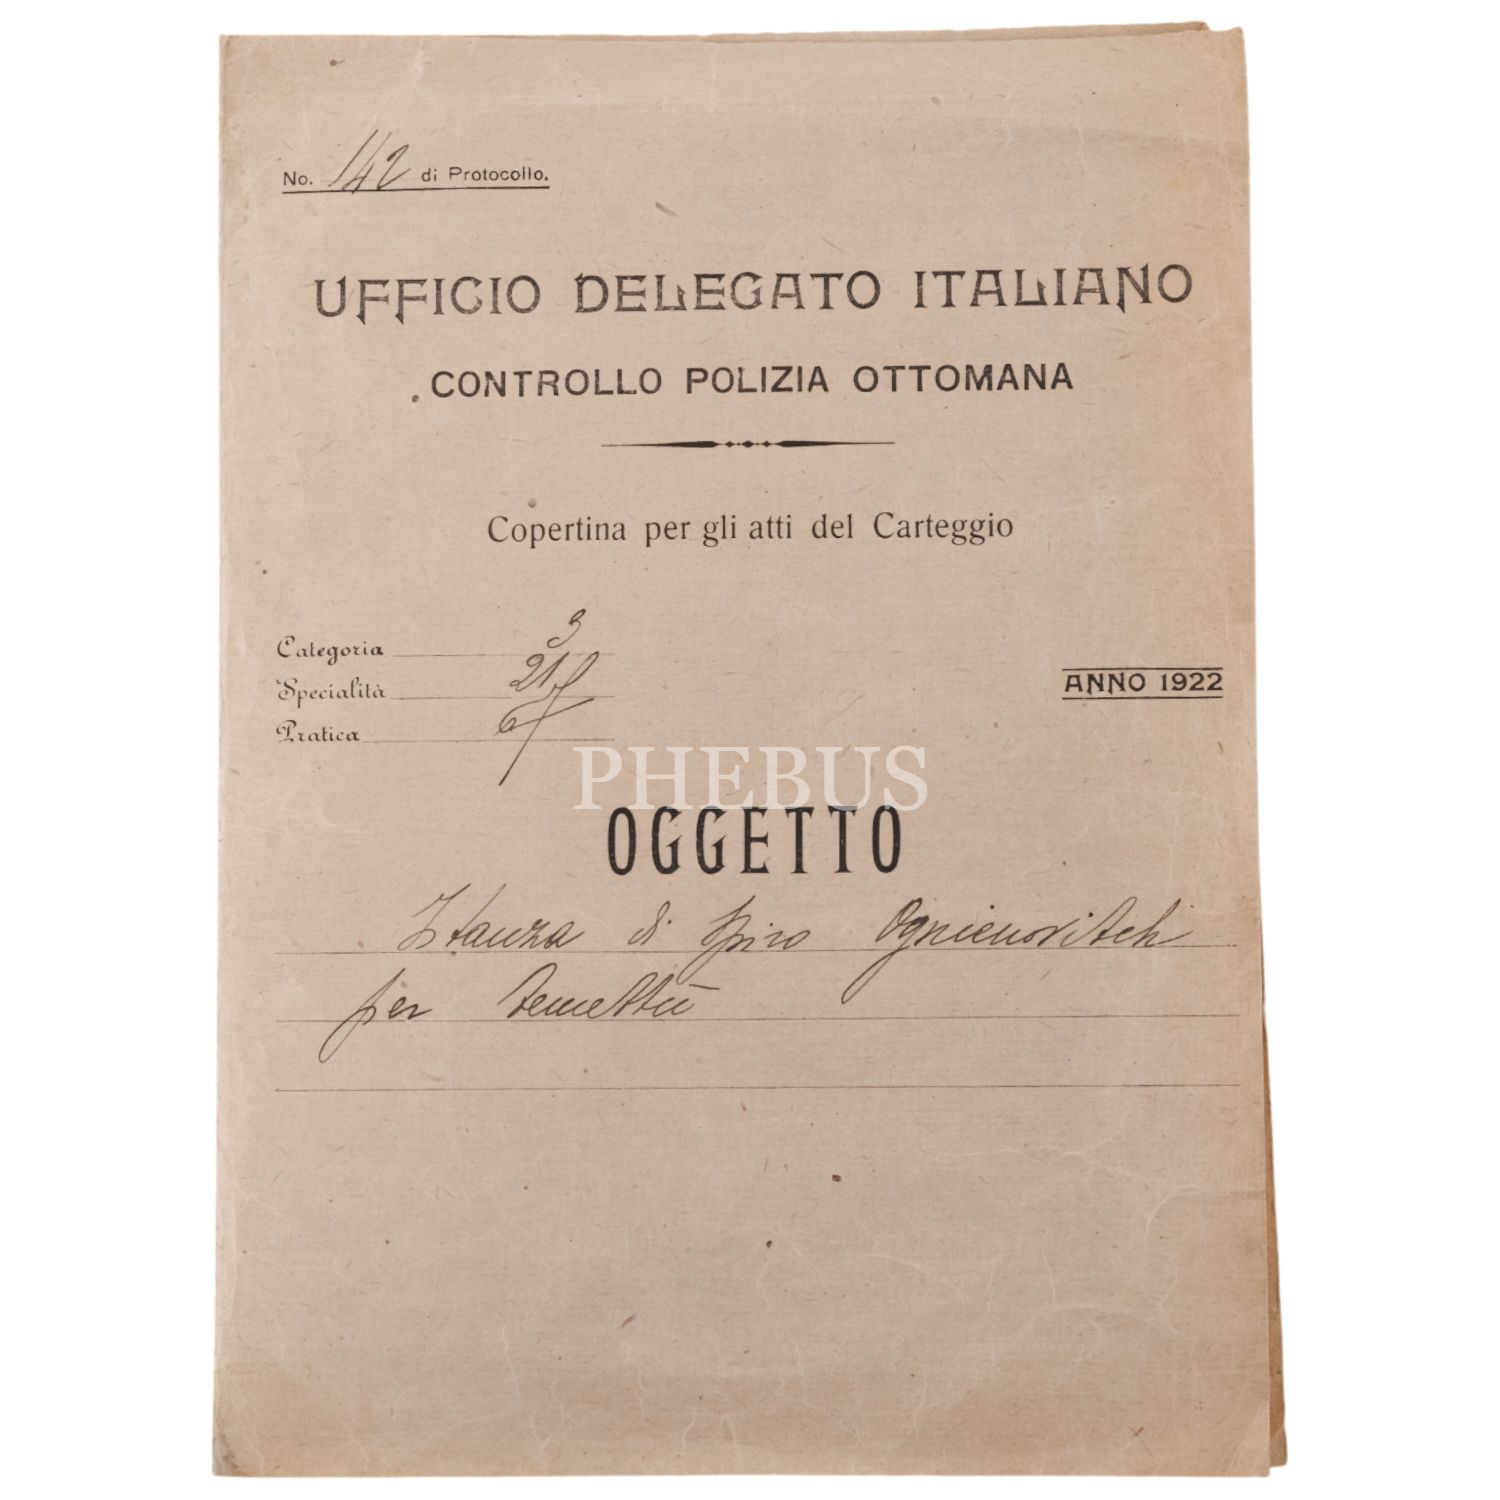 No. 142 di Protocollo.
UFFICIO DELEGATO ITALIANO
CONTROLLO POLIZIA OTTOMANA
Copertina per gli atti del Carteggio
Categoria 3
Specialità 21
Pratica 6
ANNO 1922
PHEBUS
OGGETTO
Istanza di Spiro Ognienovitch
per temettü